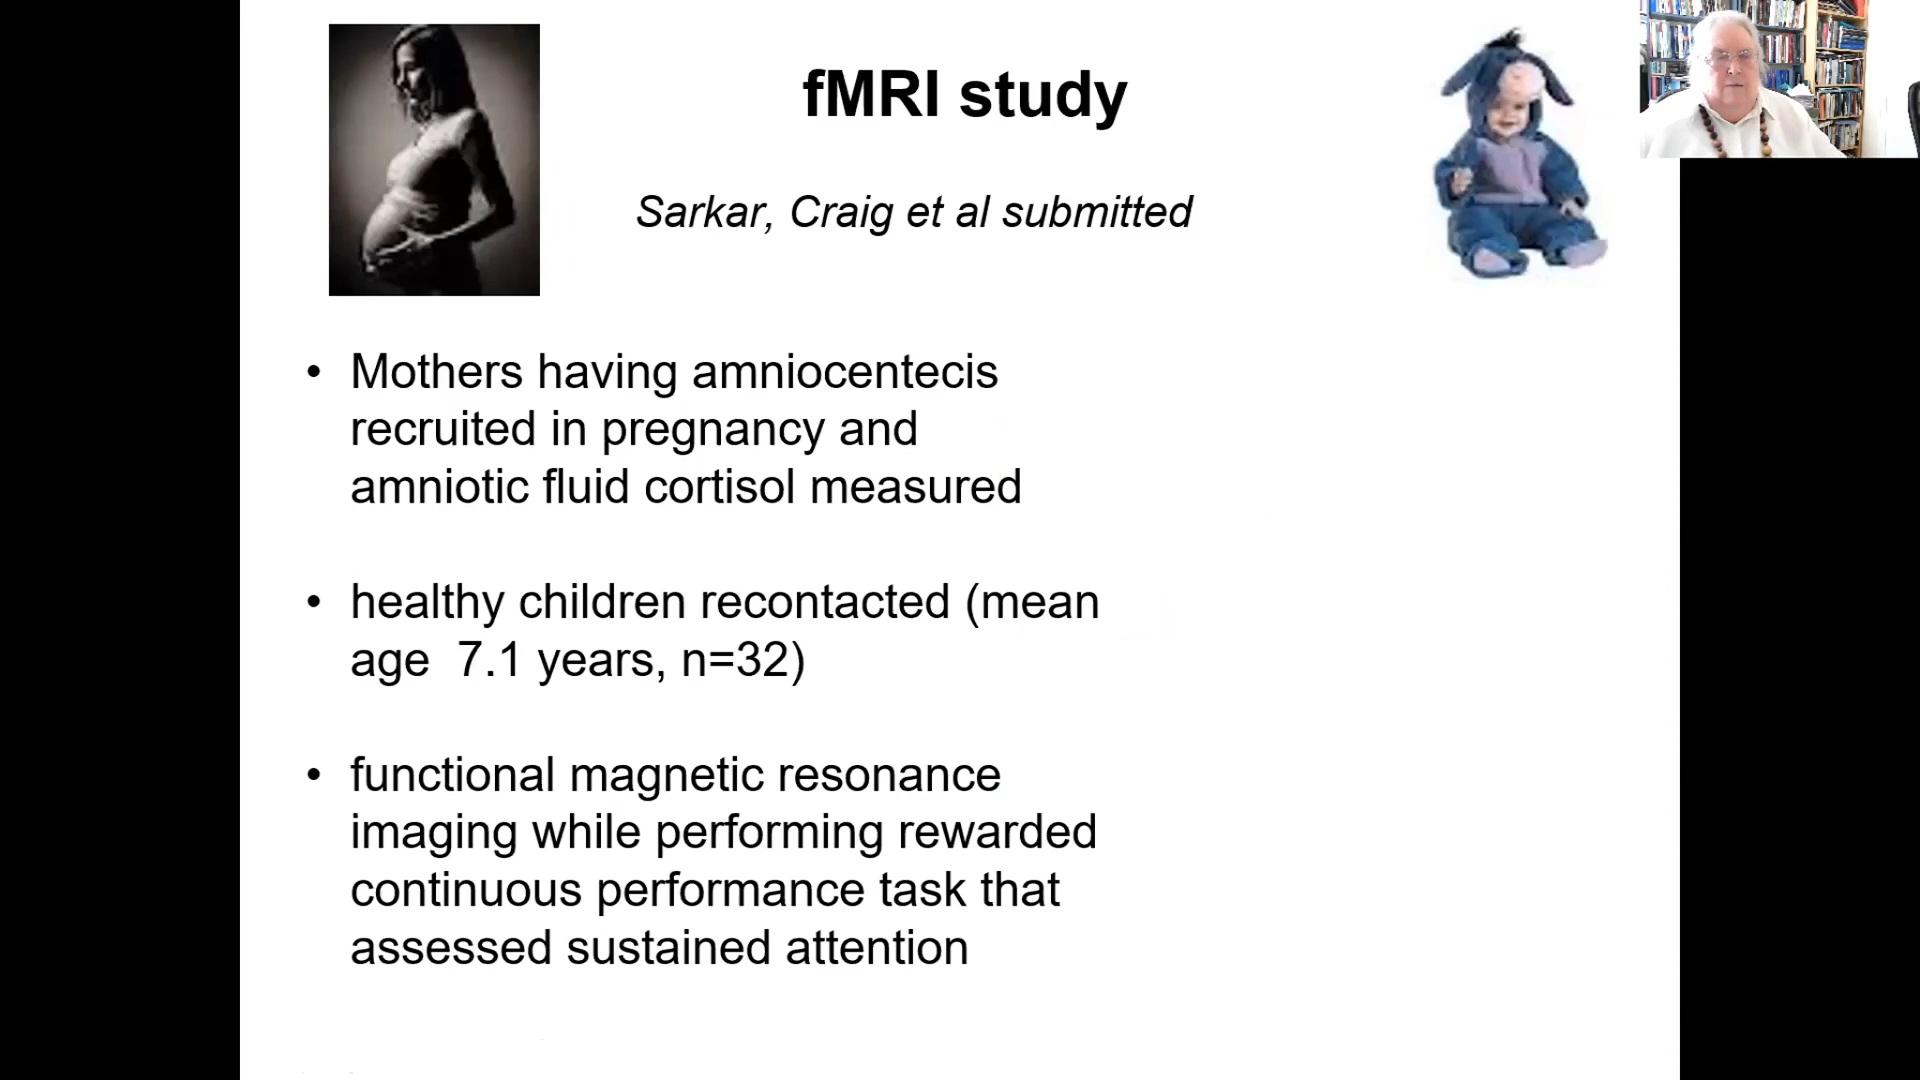 fMRI study
Sarkar, Craig et al submitted
• Mothers having amniocentecis
recruited in pregnancy and
amniotic fluid cortisol measured
• healthy children recontacted (mean
age  7.1 years, n=32)
• functional magnetic resonance
imaging while performing rewarded
continuous performance task that
assessed sustained attention